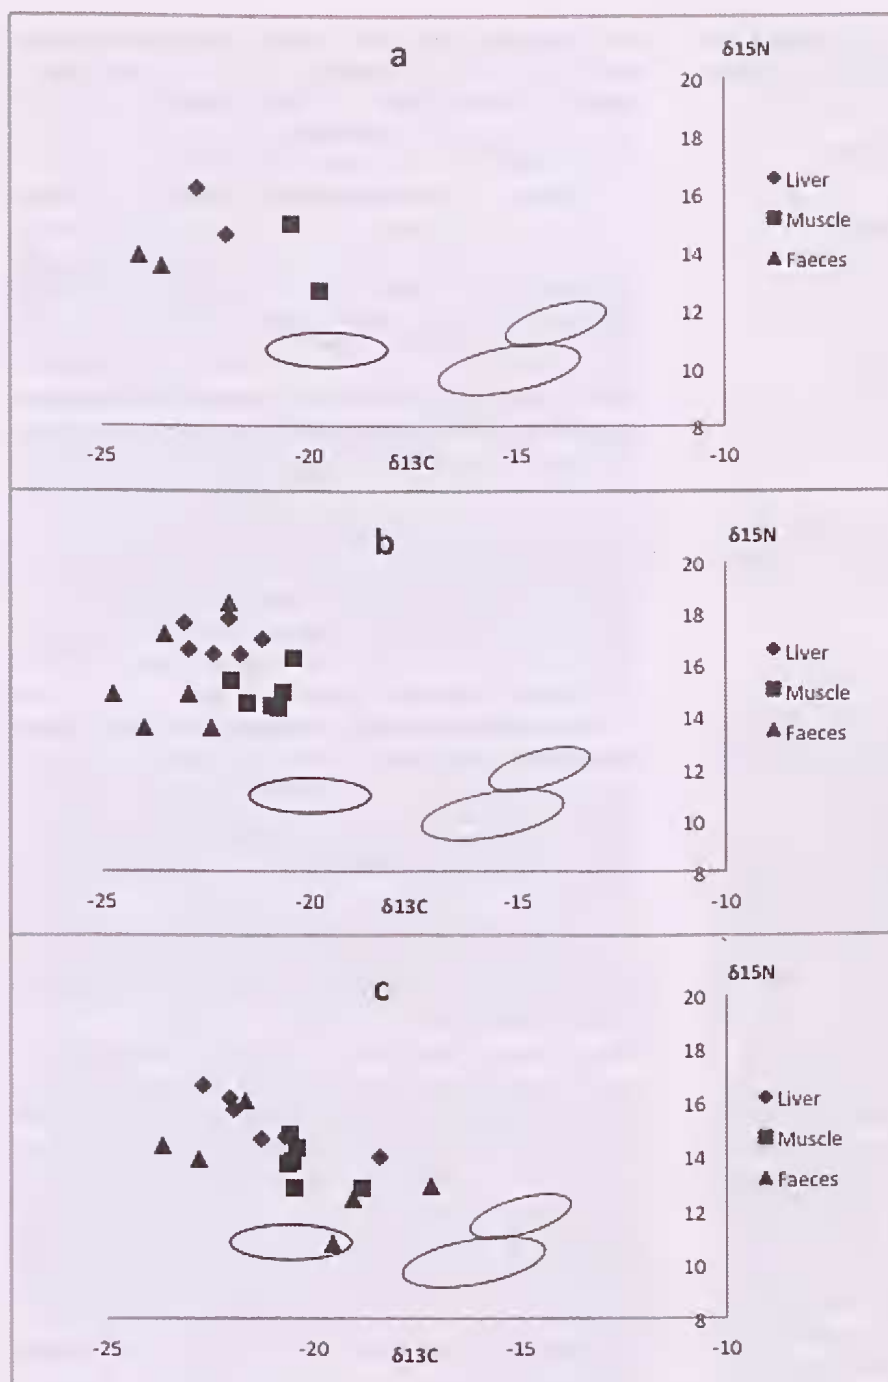 a
δ15N
20
18
16
14
12
10
8
-25 -20 -15 -10
δ13C
◆ Liver
■ Muscle
▲ Faeces
b
δ15N
20
18
16
14
12
10
8
-25 -20 -15 -10
δ13C
◆ Liver
■ Muscle
▲ Faeces
c
δ15N
20
18
16
14
12
10
8
-25 -20 -15 -10
δ13C
◆ Liver
■ Muscle
▲ Faeces